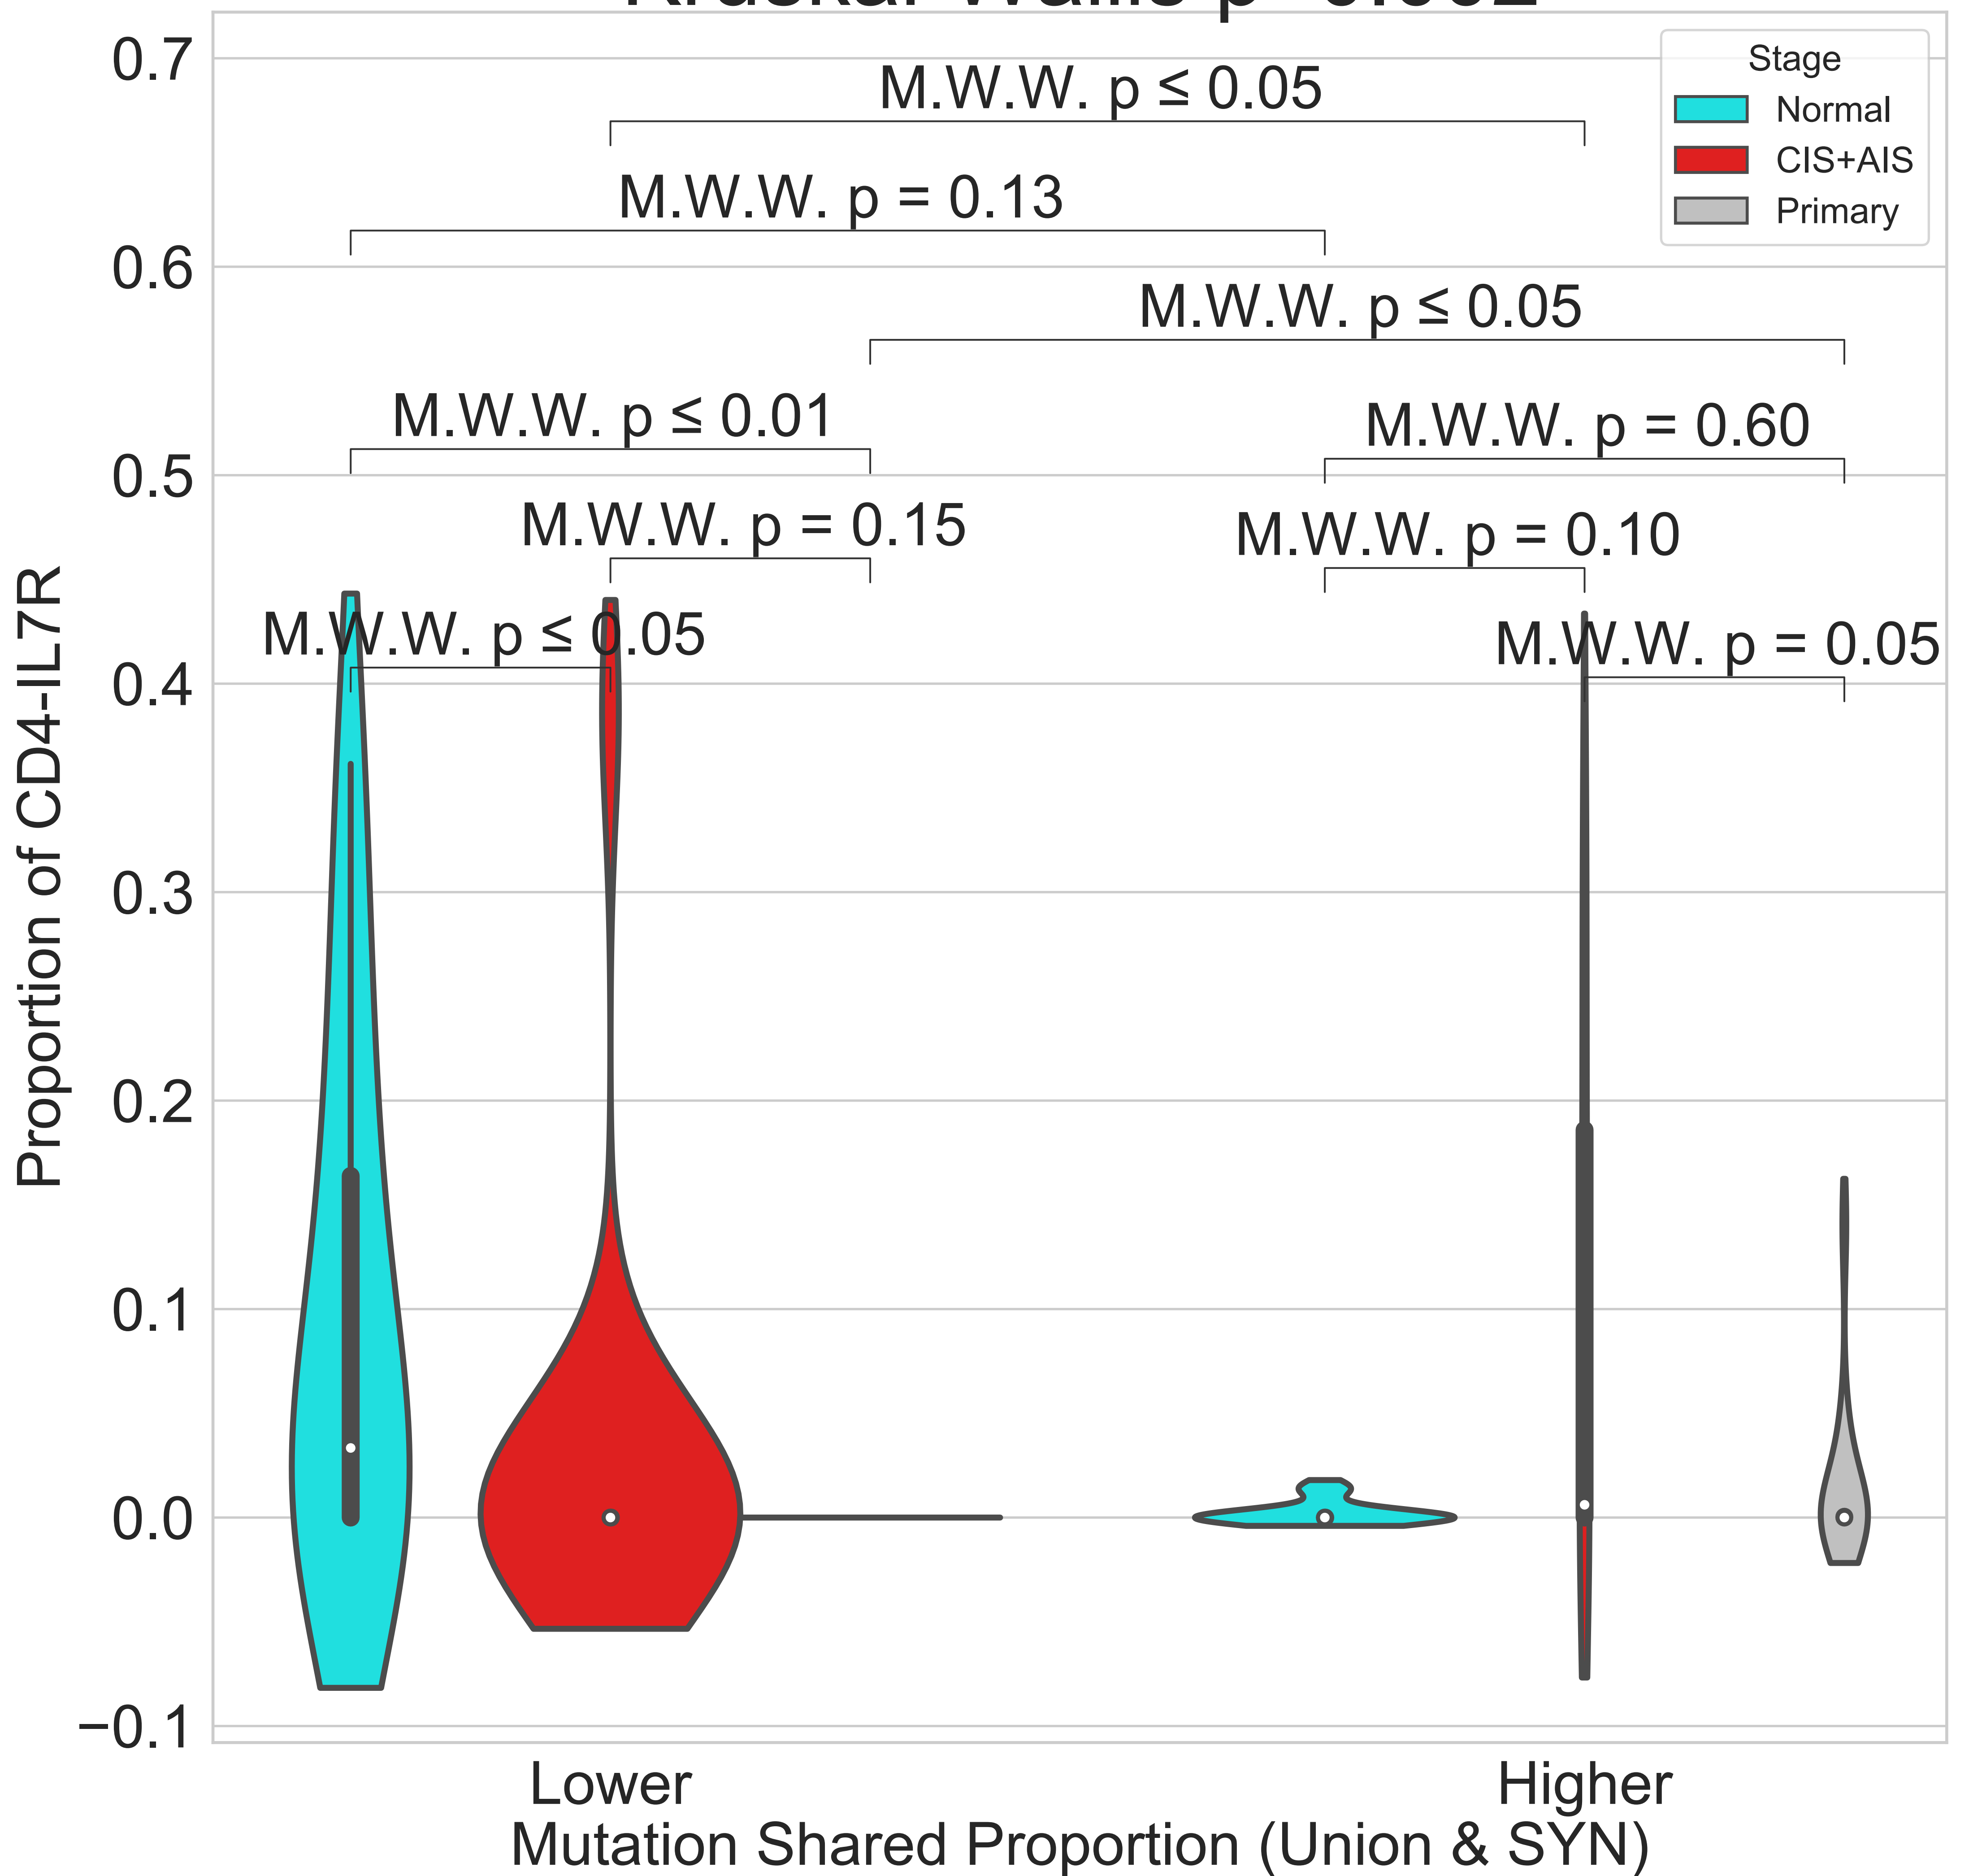 0.7
0.6
0.5
0.4
0.3
0.2
0.1
0.0
−0.1
Proportion of CD4-IL7R
Stage
Normal
CIS+AIS
Primary
M.W.W. p ≤ 0.05
M.W.W. p = 0.13
M.W.W. p ≤ 0.05
M.W.W. p ≤ 0.01
M.W.W. p = 0.60
M.W.W. p = 0.15
M.W.W. p = 0.10
M.W.W. p ≤ 0.05
M.W.W. p = 0.05
Lower
Higher
Mutation Shared Proportion (Union & SYN)